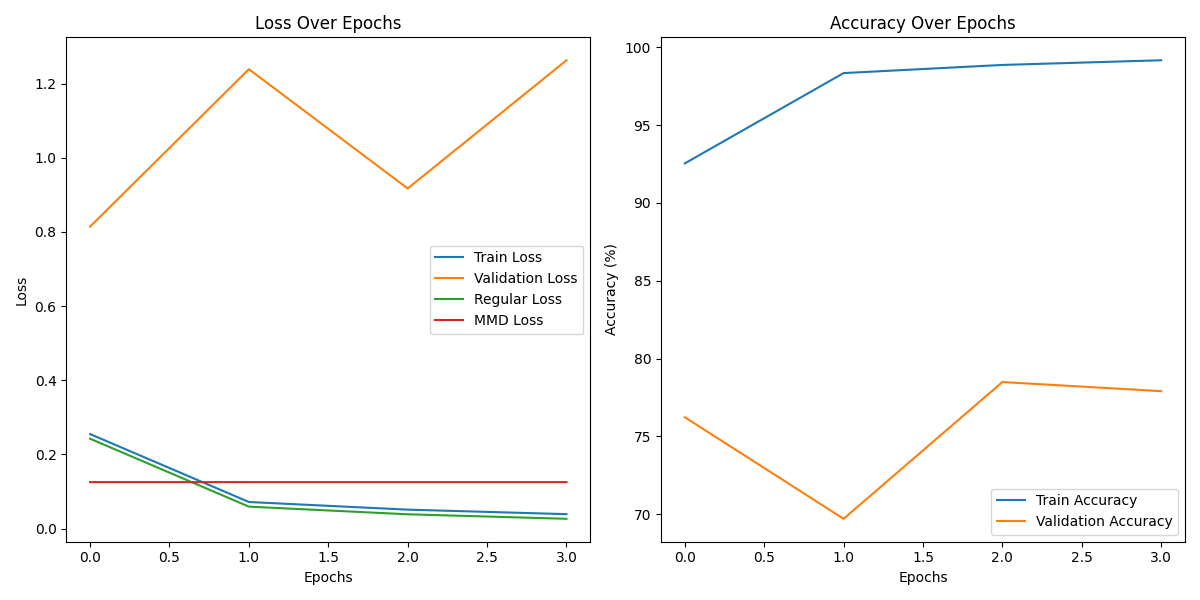 Loss Over Epochs
1.2
1.0
0.8
0.6
0.4
0.2
0.0
Loss
Train Loss
Validation Loss
Regular Loss
MMD Loss
0.0 0.5 1.0 1.5 2.0 2.5 3.0
Epochs
Accuracy Over Epochs
100
95
90
85
80
75
70
Accuracy (%)
Train Accuracy
Validation Accuracy
0.0 0.5 1.0 1.5 2.0 2.5 3.0
Epochs